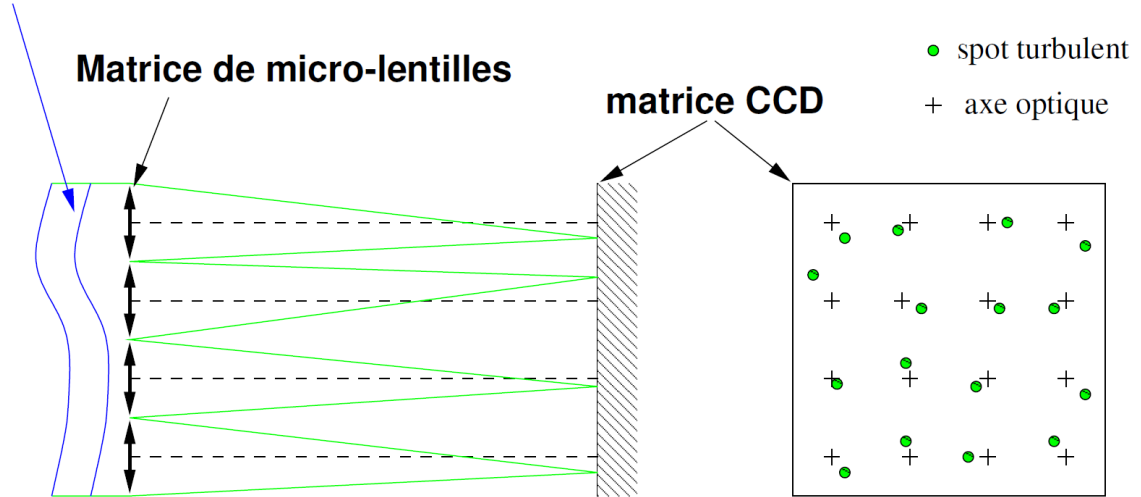 Matrice de micro-lentilles
matrice CCD
spot turbulent
axe optique